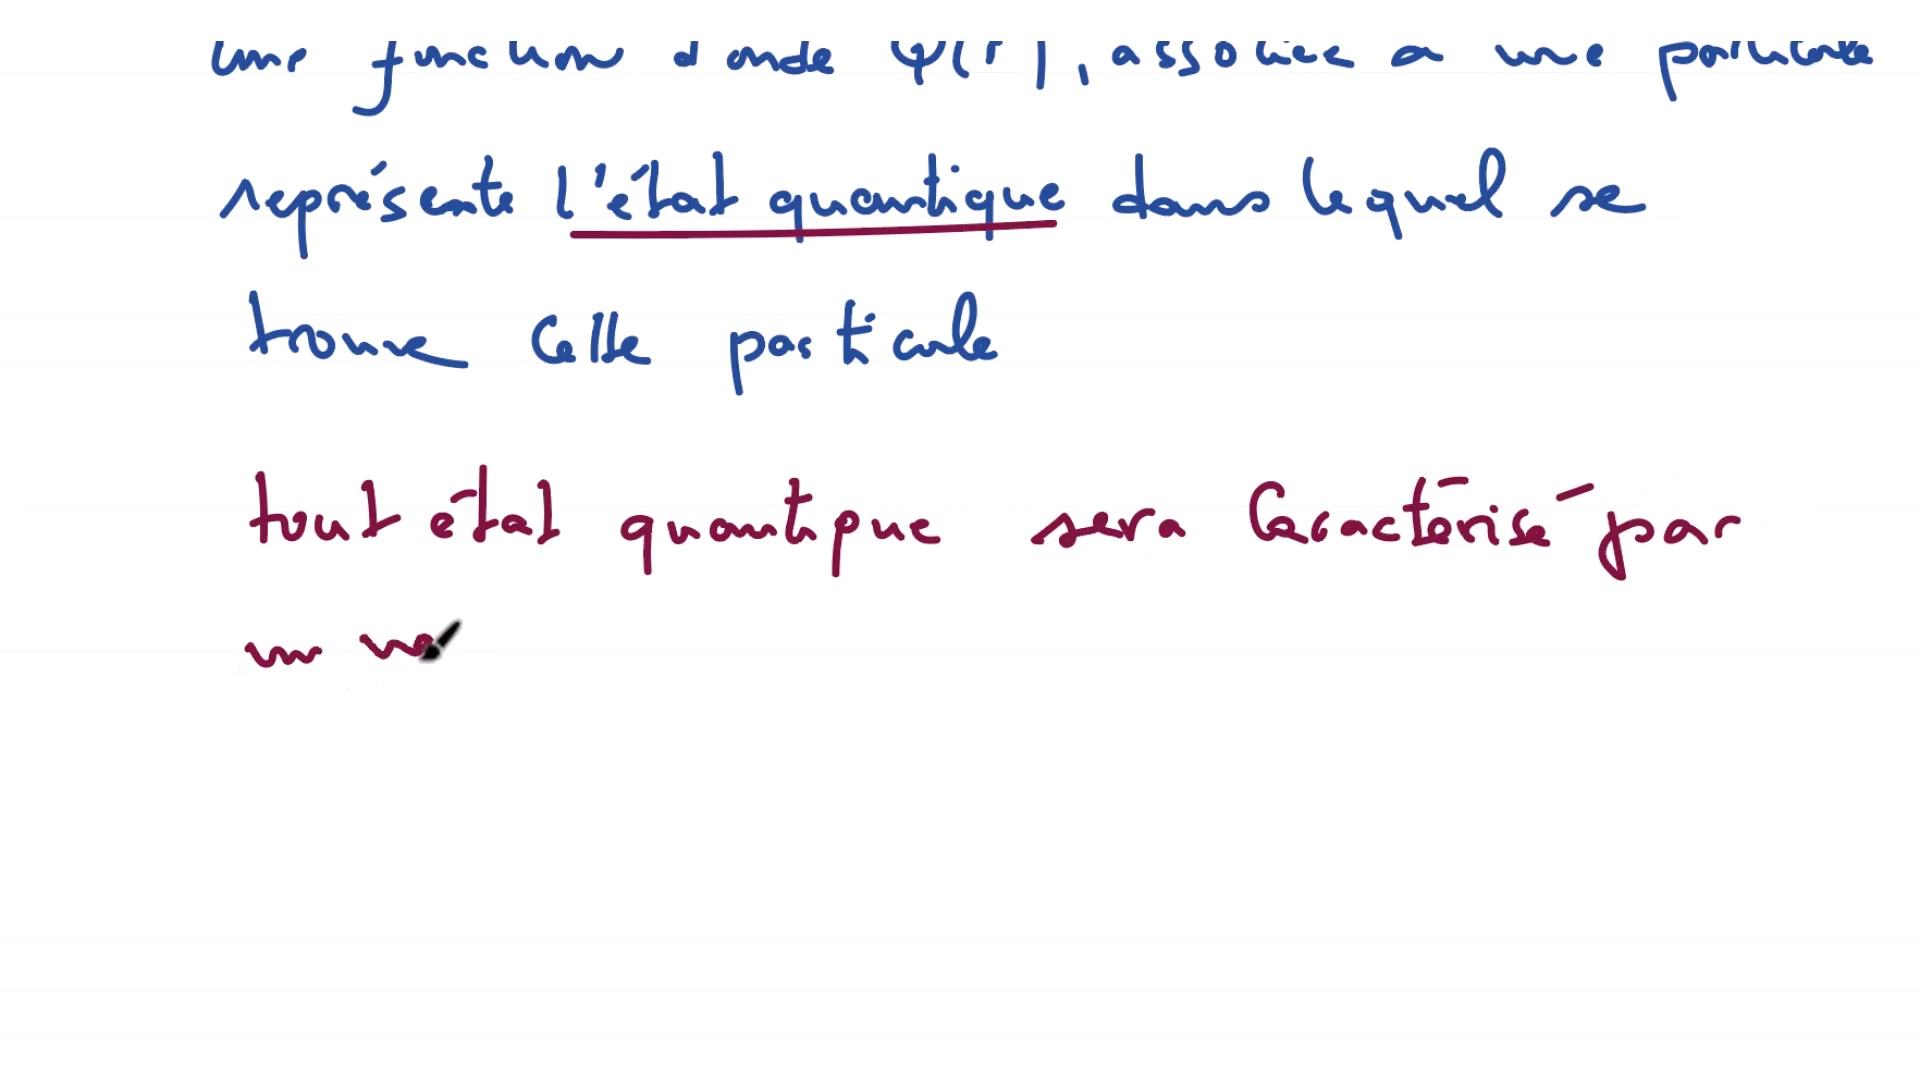 une fonction d'onde Ψ(r), associée à une particule
représente l'état quantique dans lequel se
trouve cette particule
tout état quantique sera caractérisé par
un